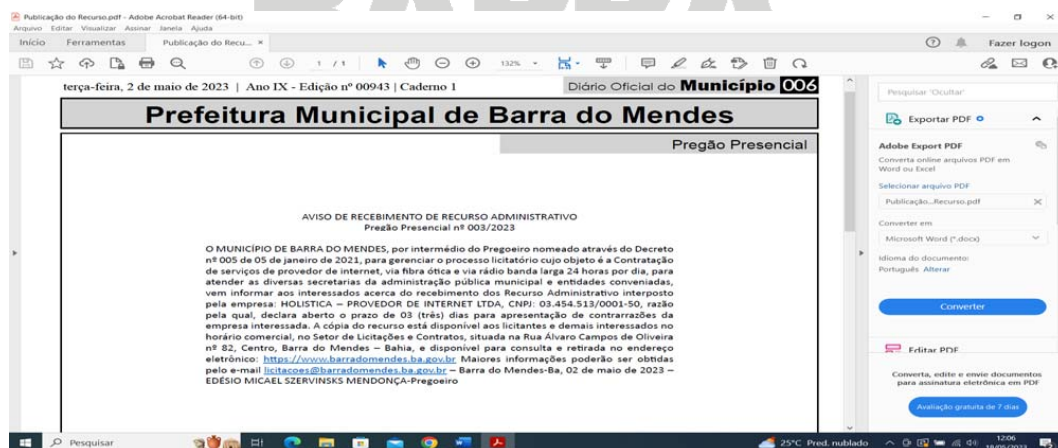 Publicação do Recurso.pdf - Adobe Acrobat Reader (64-bit)
Arquivo Editar Visualizar Assinar Janela Ajuda
Início Ferramentas Publicação do Recu... × Fazer logon
1 / 1 132%
terça-feira, 2 de maio de 2023 | Ano IX - Edição nº 00943 | Caderno 1 Diário Oficial do Município 006
Prefeitura Municipal de Barra do Mendes
Pregão Presencial
AVISO DE RECEBIMENTO DE RECURSO ADMINISTRATIVO
Pregão Presencial nº 003/2023
O MUNICÍPIO DE BARRA DO MENDES, por intermédio do Pregoeiro nomeado através do Decreto
nº 005 de 05 de janeiro de 2021, para gerenciar o processo licitatório cujo objeto é a Contratação
de serviços de provedor de internet, via fibra ótica e via rádio banda larga 24 horas por dia, para
atender as diversas secretarias da administração pública municipal e entidades conveniadas,
vem informar aos interessados acerca do recebimento dos Recurso Administrativo interposto
pela empresa: HOLISTICA – PROVEDOR DE INTERNET LTDA, CNPJ: 03.454.513/0001-50, razão
pela qual, declara aberto o prazo de 03 (três) dias para apresentação de contrarrazões da
empresa interessada. A cópia do recurso está disponível aos licitantes e demais interessados no
horário comercial, no Setor de Licitações e Contratos, situada na Rua Álvaro Campos de Oliveira
nº 82, Centro, Barra do Mendes – Bahia, e disponível para consulta e retirada no endereço
eletrônico: https://www.barradomendes.ba.gov.br Maiores informações poderão ser obtidas
pelo e-mail licitacoes@barradomendes.ba.gov.br – Barra do Mendes-Ba, 02 de maio de 2023 –
EDÉSIO MICAEL SZERVINSKS MENDONÇA-Pregoeiro
Pesquisar 'Ocultar'
Exportar PDF
Adobe Export PDF
Converta online arquivos PDF em
Word ou Excel
Selecionar arquivo PDF
Publicação...Recurso.pdf ×
Converter em
Microsoft Word (*.docx)
Idioma do documento:
Português Alterar
Converter
Editar PDF
Converta, edite e envie documentos
para assinatura eletrônica em PDF
Avaliação gratuita de 7 dias
Pesquisar
25°C Pred. nublado
12:06
18/05/2023